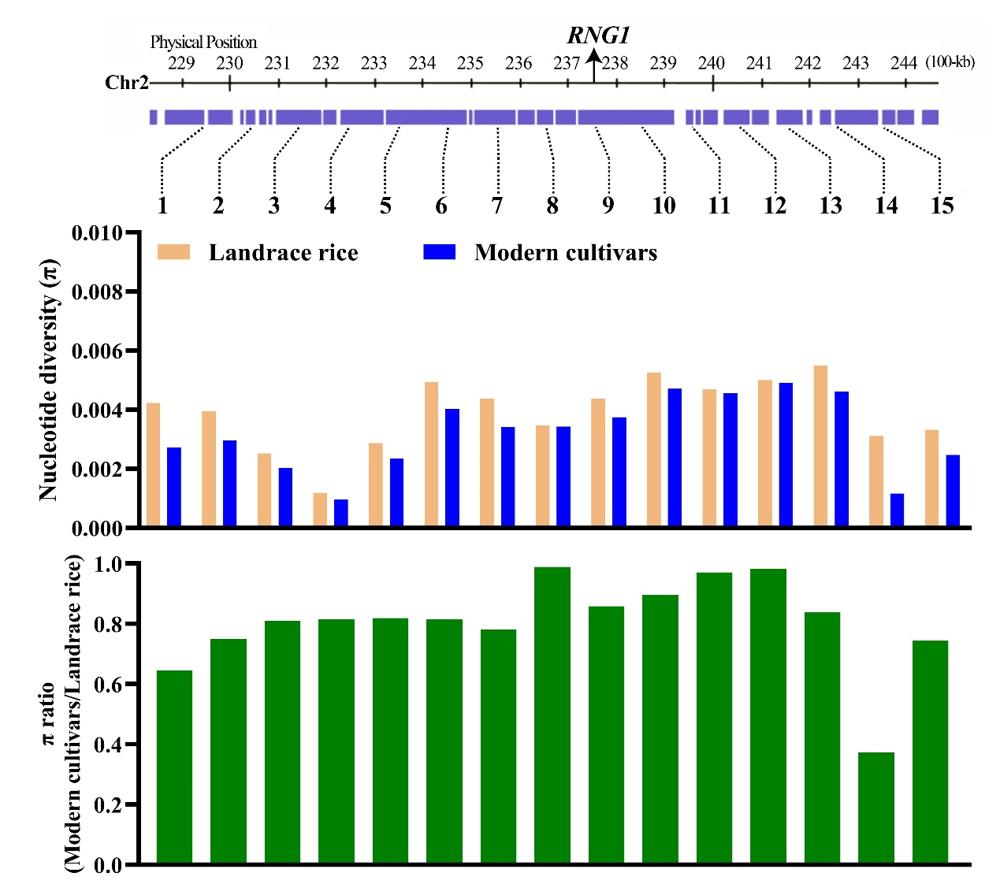 RNG1
Physical Position
229 230 231 232 233 234 235 236 237 238 239 240 241 242 243 244 (100-kb)
Chr2
1 2 3 4 5 6 7 8 9 10 11 12 13 14 15
Nucleotide diversity (π)
0.010
Landrace rice Modern cultivars
0.008
0.006
0.004
0.002
0.000
π ratio
(Modern cultivars/Landrace rice)
1.0
0.8
0.6
0.4
0.2
0.0